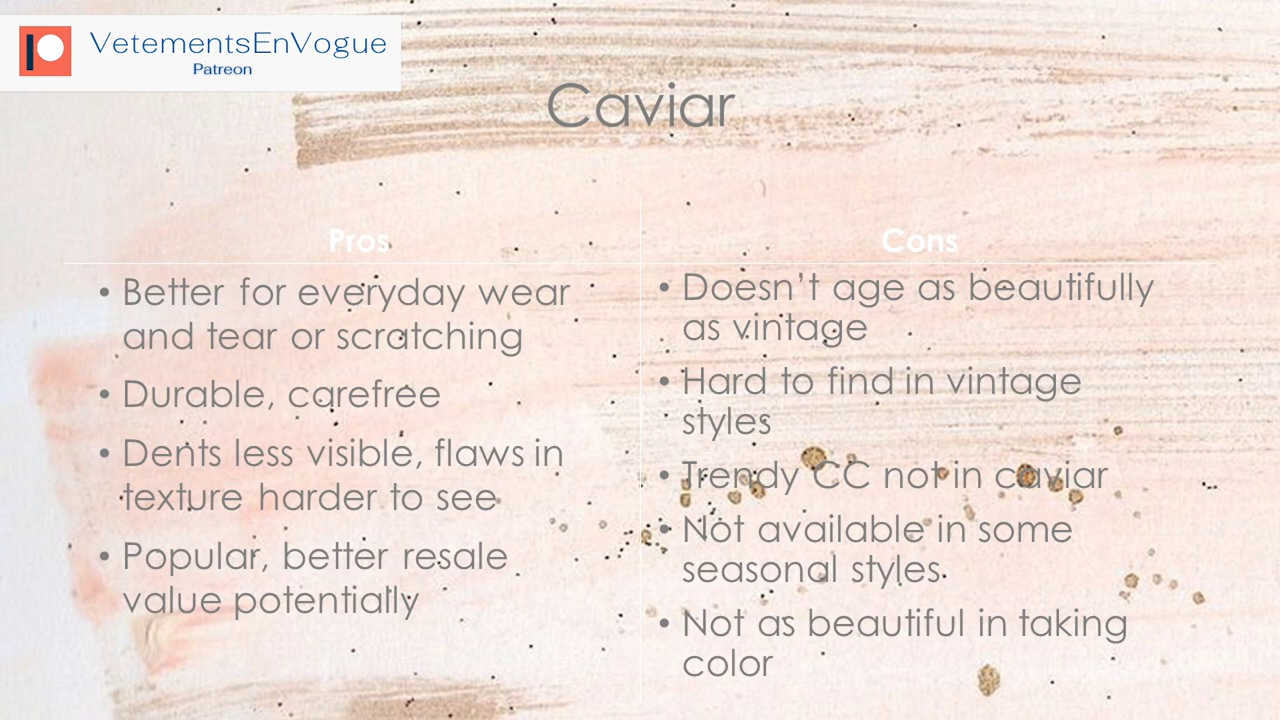 VetementsEnVogue
Patreon
Caviar
Pros
• Better for everyday wear
and tear or scratching
• Durable, carefree
• Dents less visible, flaws in
texture harder to see
• Popular, better resale
value potentially
Cons
• Doesn’t age as beautifully
as vintage
• Hard to find in vintage
styles
• Trendy CC not in caviar
• Not available in some
seasonal styles
• Not as beautiful in taking
color